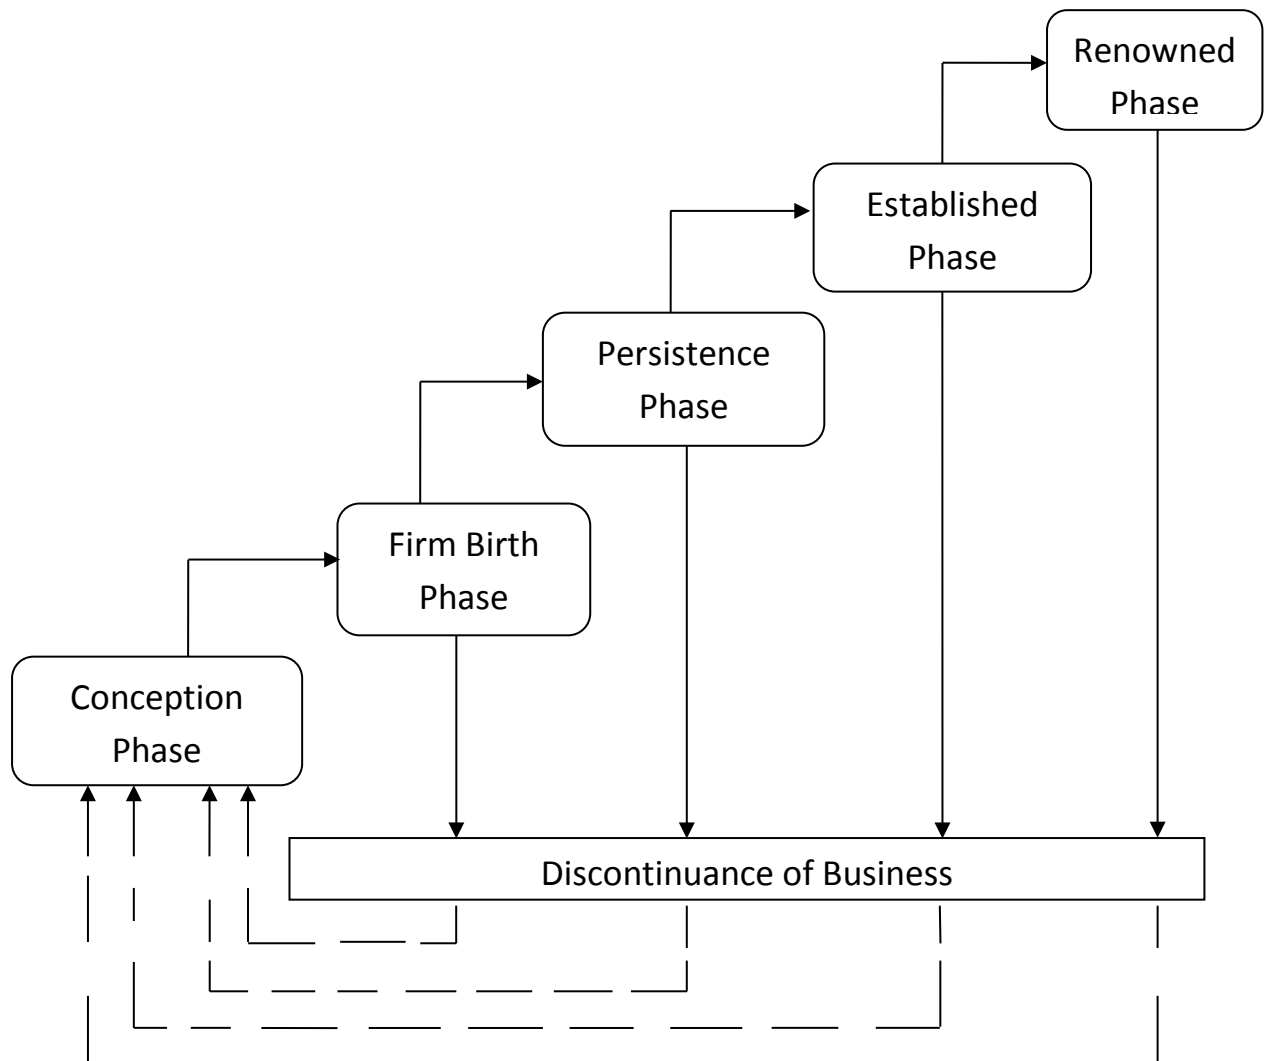 Renowned
Phase
Established
Phase
Persistence
Phase
Firm Birth
Phase
Conception
Phase
Discontinuance of Business